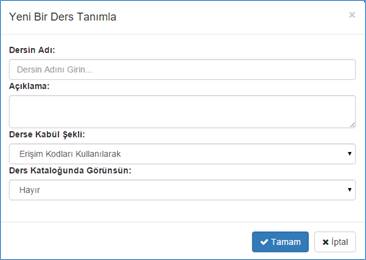 Yeni Bir Ders Tanımla ×
Dersin Adı:
Dersin Adını Girin...
Açıklama:
Derse Kabül Şekli:
Erişim Kodları Kullanılarak
Ders Kataloğunda Görünsün:
Hayır
Tamam İptal